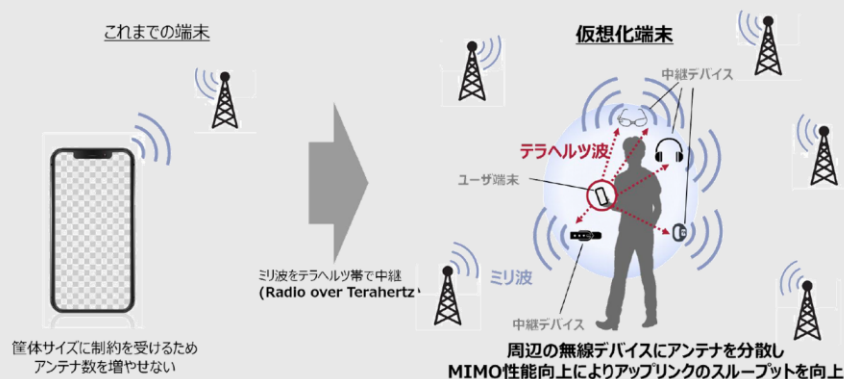 これまでの端末
筐体サイズに制約を受けるため
アンテナ数を増やせない
ミリ波をテラヘルツ帯で中継
(Radio over Terahertz)
仮想化端末
中継デバイス
テラヘルツ波
ユーザ端末
ミリ波
中継デバイス
周辺の無線デバイスにアンテナを分散し
MIMO性能向上によりアップリンクのスループットを向上